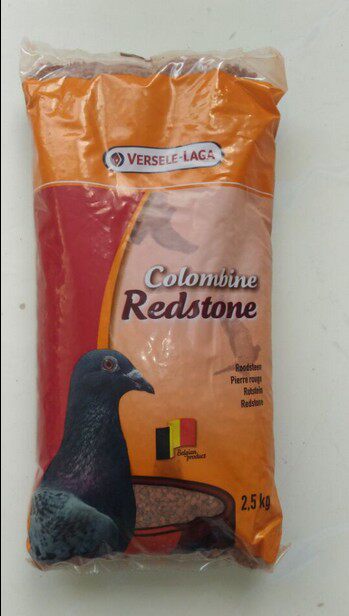 VERSELE-LAGA
Colombine
Redstone
Roodsteen
Pierre rouge
Rotstein
Redstone
Belgian
product
2,5 kg